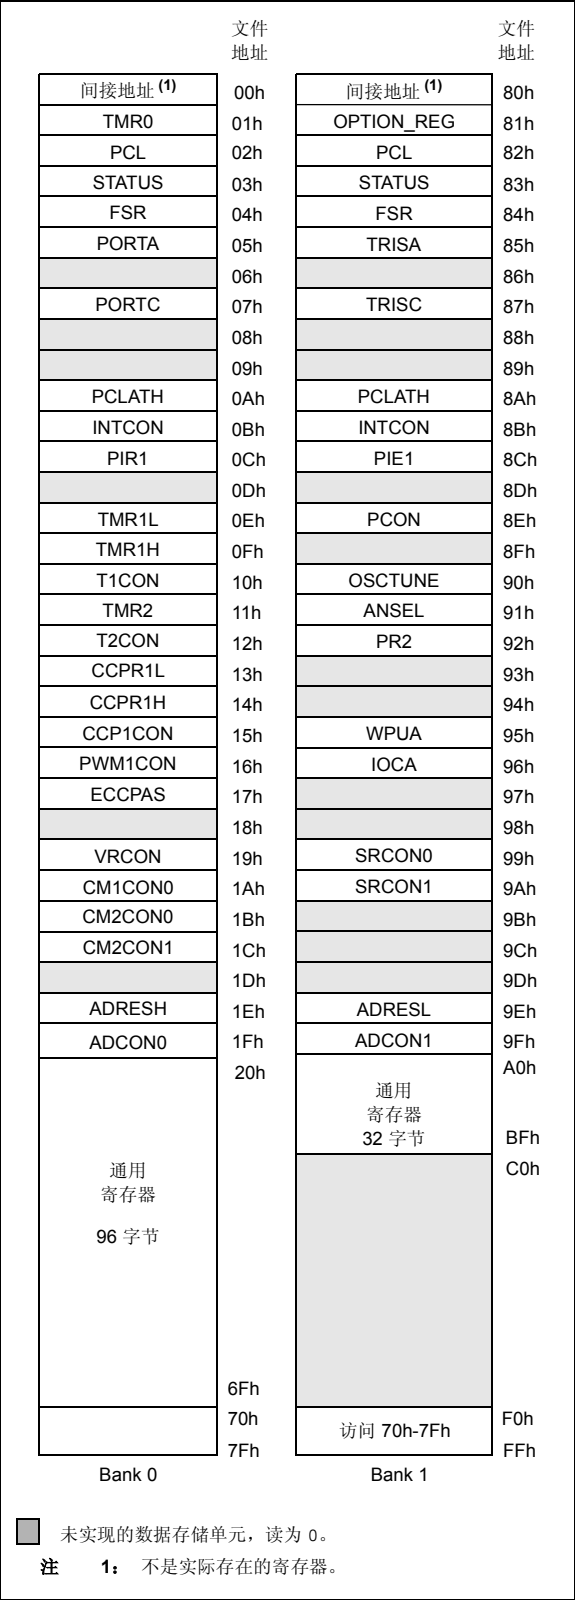 文件 文件
地址 地址
间接地址 (1) 00h 间接地址 (1) 80h
TMR0 01h OPTION_REG 81h
PCL 02h PCL 82h
STATUS 03h STATUS 83h
FSR 04h FSR 84h
PORTA 05h TRISA 85h
06h 86h
PORTC 07h TRISC 87h
08h 88h
09h 89h
PCLATH 0Ah PCLATH 8Ah
INTCON 0Bh INTCON 8Bh
PIR1 0Ch PIE1 8Ch
0Dh 8Dh
TMR1L 0Eh PCON 8Eh
TMR1H 0Fh 8Fh
T1CON 10h OSCTUNE 90h
TMR2 11h ANSEL 91h
T2CON 12h PR2 92h
CCPR1L 13h 93h
CCPR1H 14h 94h
CCP1CON 15h WPUA 95h
PWM1CON 16h IOCA 96h
ECCPAS 17h 97h
18h 98h
VRCON 19h SRCON0 99h
CM1CON0 1Ah SRCON1 9Ah
CM2CON0 1Bh 9Bh
CM2CON1 1Ch 9Ch
1Dh 9Dh
ADRESH 1Eh ADRESL 9Eh
ADCON0 1Fh ADCON1 9Fh
20h A0h
通用
寄存器
32 字节 BFh
C0h
通用
寄存器
96 字节
6Fh
70h 访问 70h-7Fh F0h
7Fh FFh
Bank 0 Bank 1
未实现的数据存储单元，读为 0。
注 1： 不是实际存在的寄存器。